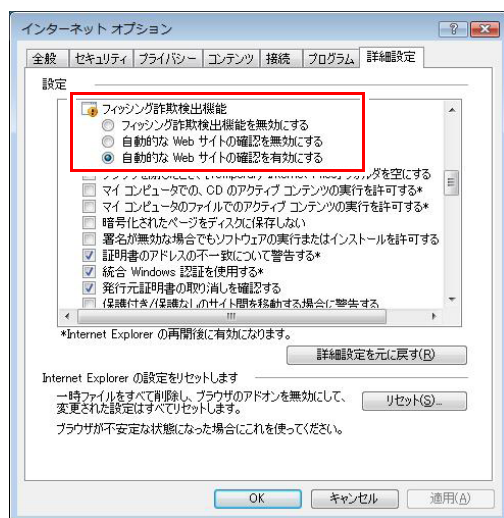 インターネット オプション
全般
セキュリティ
プライバシー
コンテンツ
接続
プログラム
詳細設定
設定
フィッシング詐欺検出機能
フィッシング詐欺検出機能を無効にする
自動的な Web サイトの確認を無効にする
自動的な Web サイトの確認を有効にする
マイ コンピュータでの、CD のアクティブ コンテンツの実行を許可する*
マイ コンピュータのファイルでのアクティブ コンテンツの実行を許可する*
暗号化されたページをディスクに保存しない
署名が無効な場合でもソフトウェアの実行またはインストールを許可する
証明書のアドレスの不一致について警告する*
統合 Windows 認証を使用する*
発行元証明書の取り消しを確認する
保護付き/保護なしのサイト間を移動する場合に警告する
*Internet Explorer の再開後に有効になります。
詳細設定を元に戻す(R)
Internet Explorer の設定をリセットします
一時ファイルをすべて削除し、ブラウザのアドオンを無効にして、
変更された設定はすべてリセットします。
リセット(S)...
ブラウザが不安定な状態になった場合にこれを使ってください。
OK
キャンセル
適用(A)